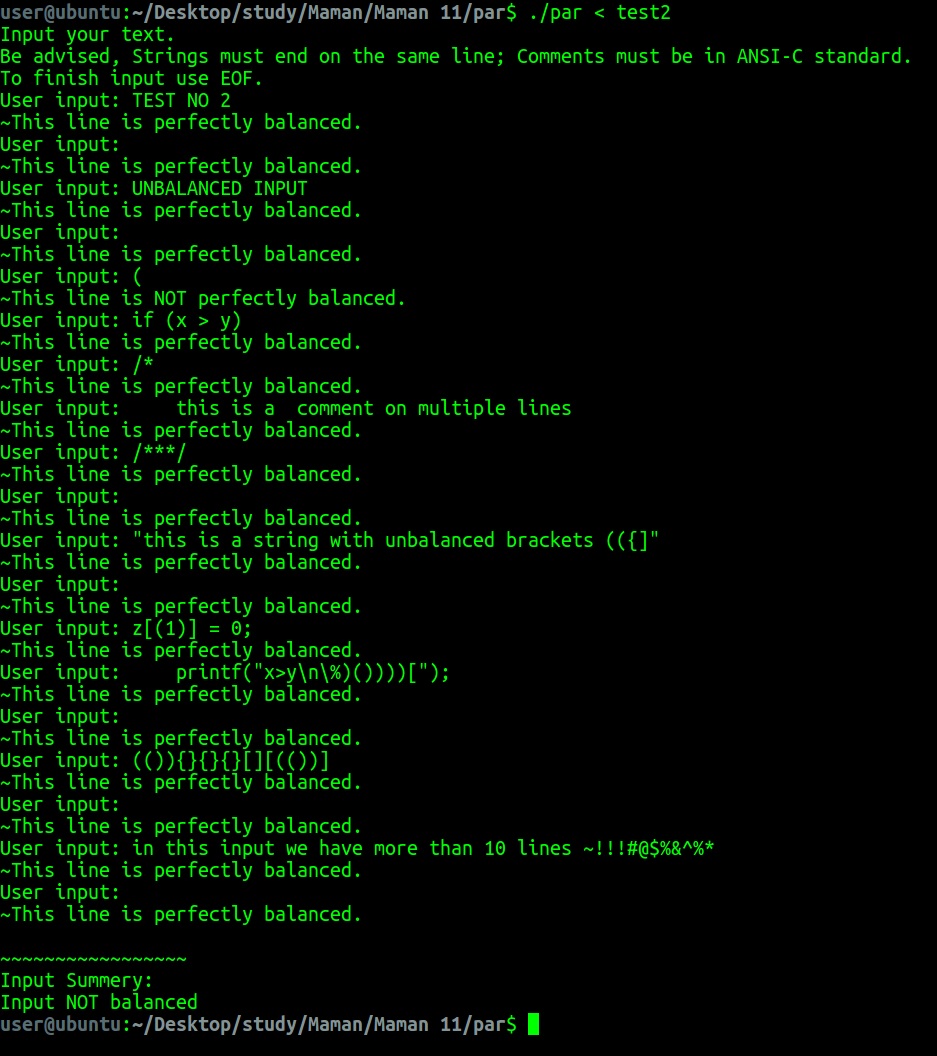 user@ubuntu:~/Desktop/study/Maman/Maman 11/par$ ./par < test2
Input your text.
Be advised, Strings must end on the same line; Comments must be in ANSI-C standard.
To finish input use EOF.
User input: TEST NO 2
~This line is perfectly balanced.
User input:
~This line is perfectly balanced.
User input: UNBALANCED INPUT
~This line is perfectly balanced.
User input:
~This line is perfectly balanced.
User input: (
~This line is NOT perfectly balanced.
User input: if (x > y)
~This line is perfectly balanced.
User input: /*
~This line is perfectly balanced.
User input:     this is a  comment on multiple lines
~This line is perfectly balanced.
User input: /***/
~This line is perfectly balanced.
User input:
~This line is perfectly balanced.
User input: "this is a string with unbalanced brackets (({]"
~This line is perfectly balanced.
User input:
~This line is perfectly balanced.
User input: z[(1)] = 0;
~This line is perfectly balanced.
User input:     printf("x>y\n\%)())))[");
~This line is perfectly balanced.
User input:
~This line is perfectly balanced.
User input: (()){}{}{}[][(())]
~This line is perfectly balanced.
User input:
~This line is perfectly balanced.
User input: in this input we have more than 10 lines ~!!!#@$%&^%*
~This line is perfectly balanced.
User input:
~This line is perfectly balanced.
~~~~~~~~~~~~~~~~~
Input Summery:
Input NOT balanced
user@ubuntu:~/Desktop/study/Maman/Maman 11/par$